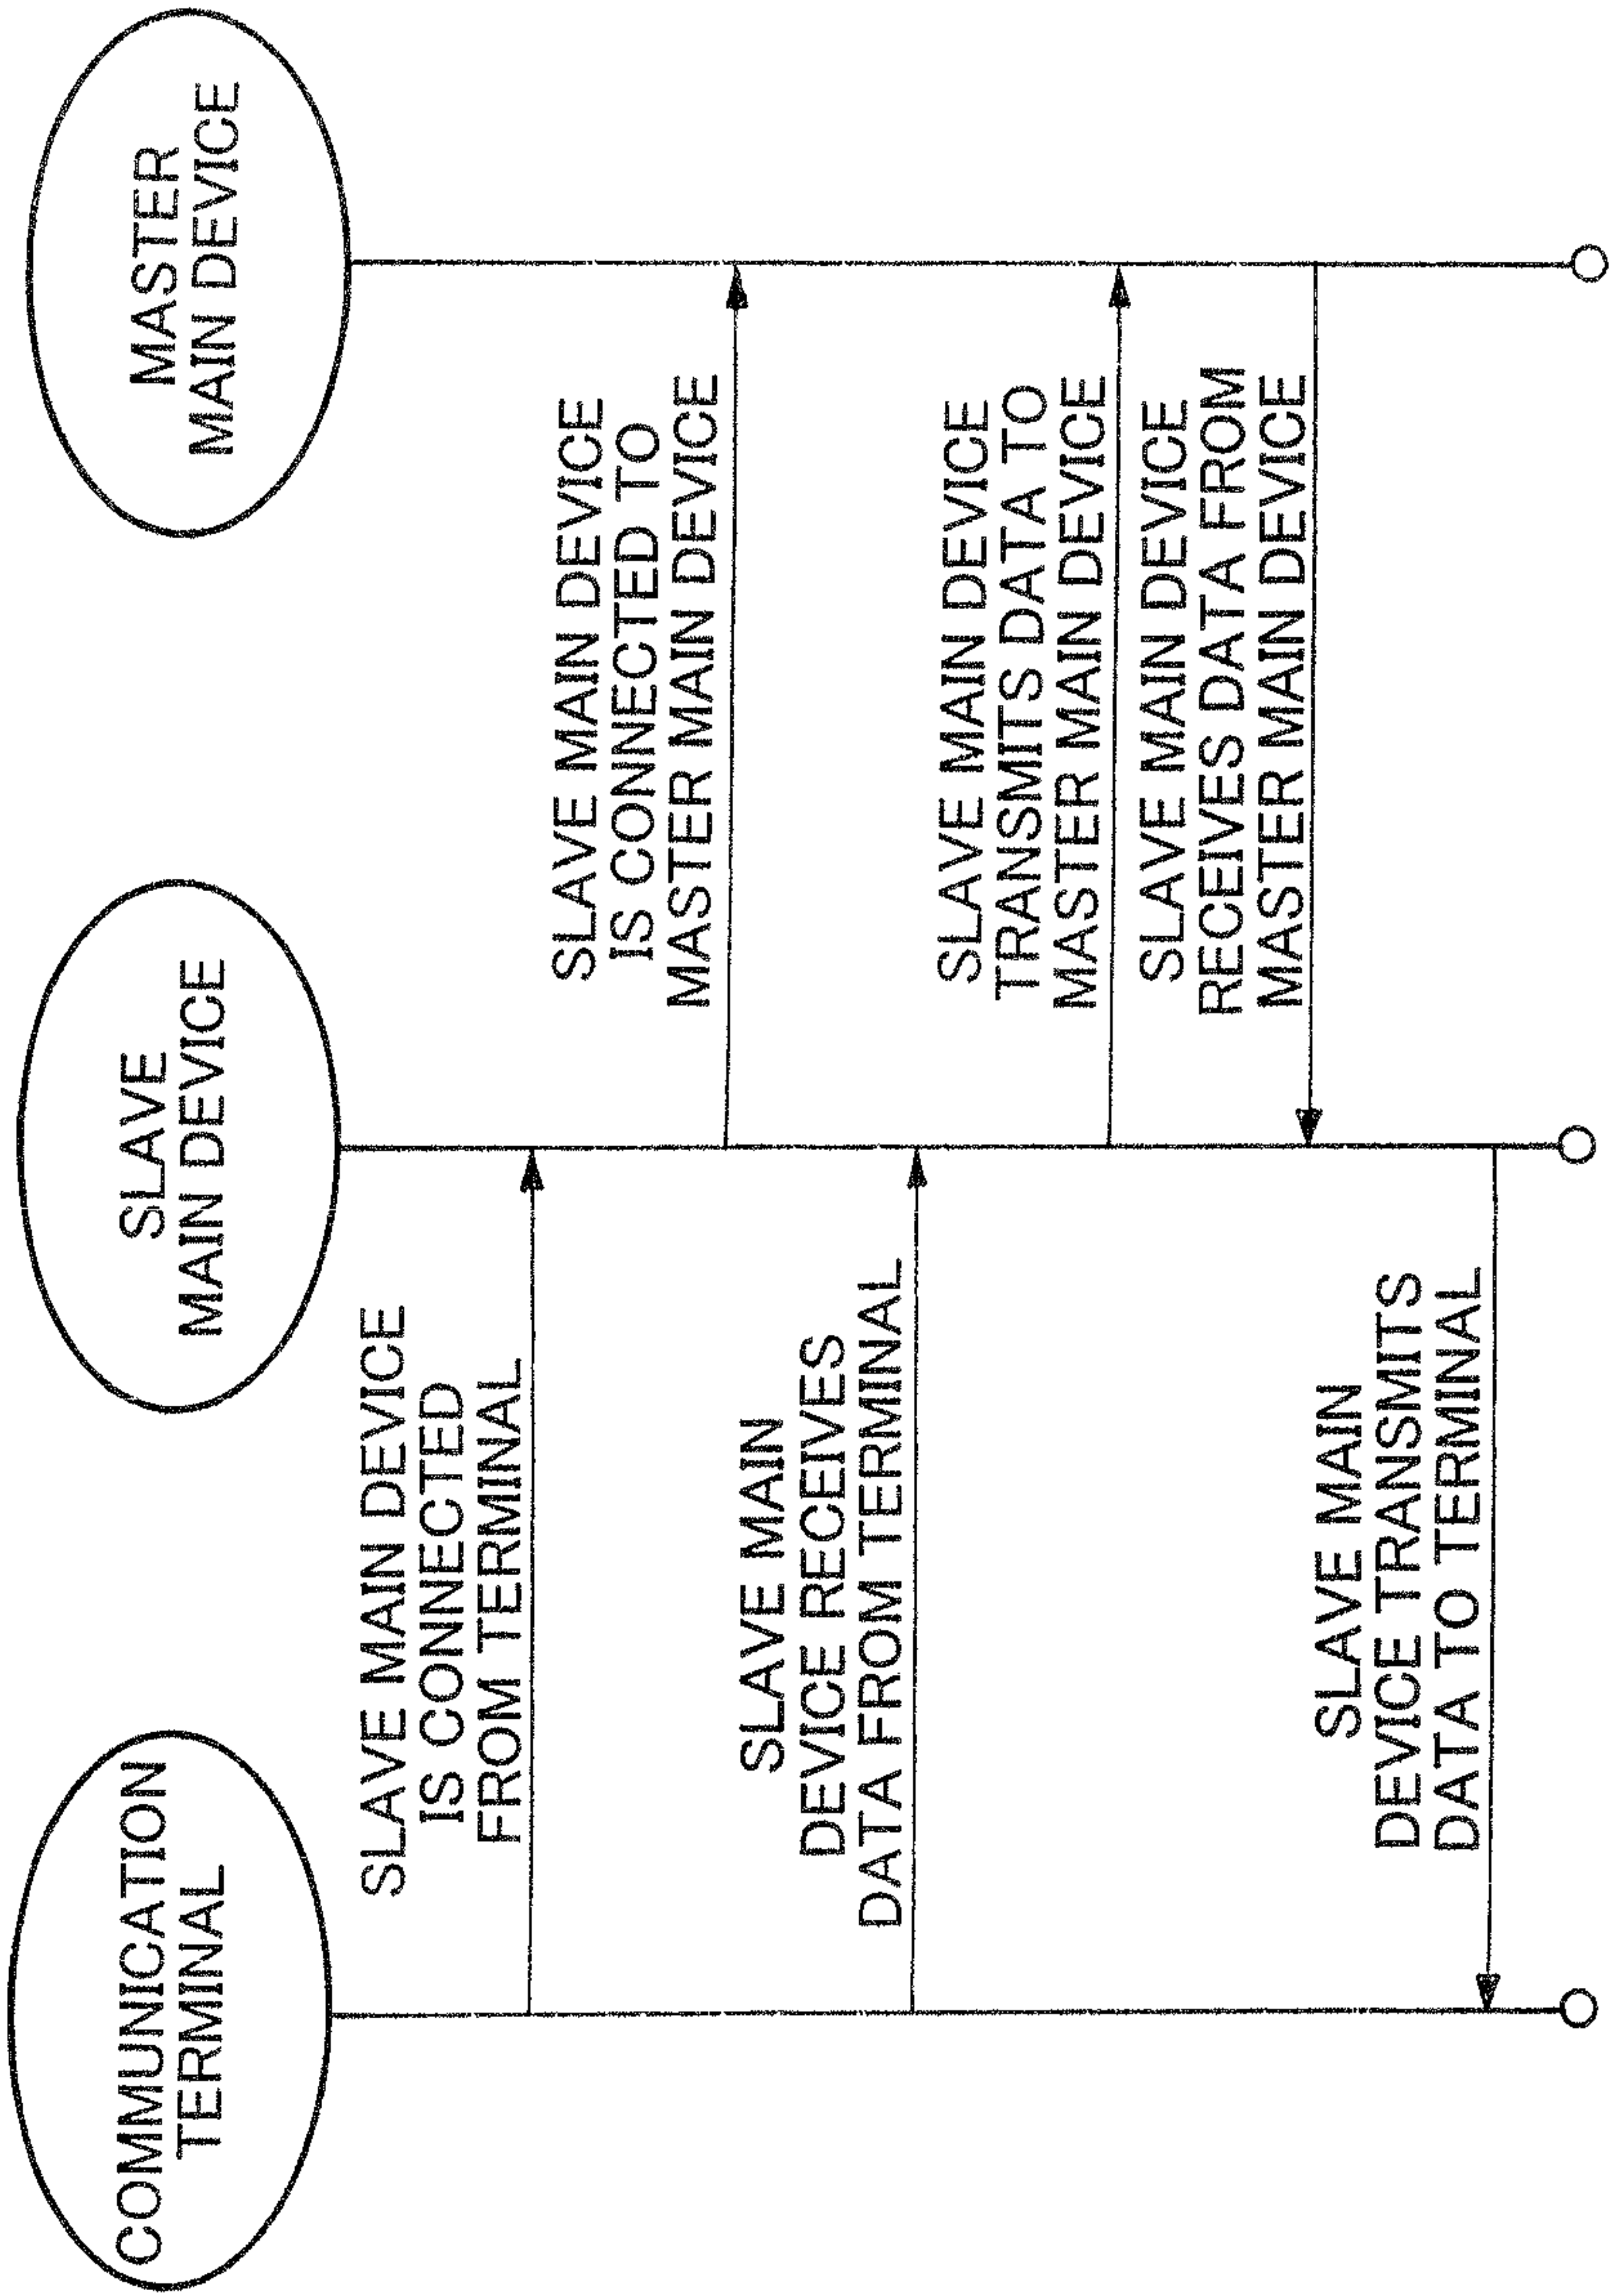 COMMUNICATION
TERMINAL
SLAVE
MAIN DEVICE
MASTER
MAIN DEVICE
SLAVE MAIN DEVICE
IS CONNECTED
FROM TERMINAL
SLAVE MAIN DEVICE
IS CONNECTED TO
MASTER MAIN DEVICE
SLAVE MAIN
DEVICE RECEIVES
DATA FROM TERMINAL
SLAVE MAIN DEVICE
TRANSMITS DATA TO
MASTER MAIN DEVICE
SLAVE MAIN DEVICE
RECEIVES DATA FROM
MASTER MAIN DEVICE
SLAVE MAIN
DEVICE TRANSMITS
DATA TO TERMINAL